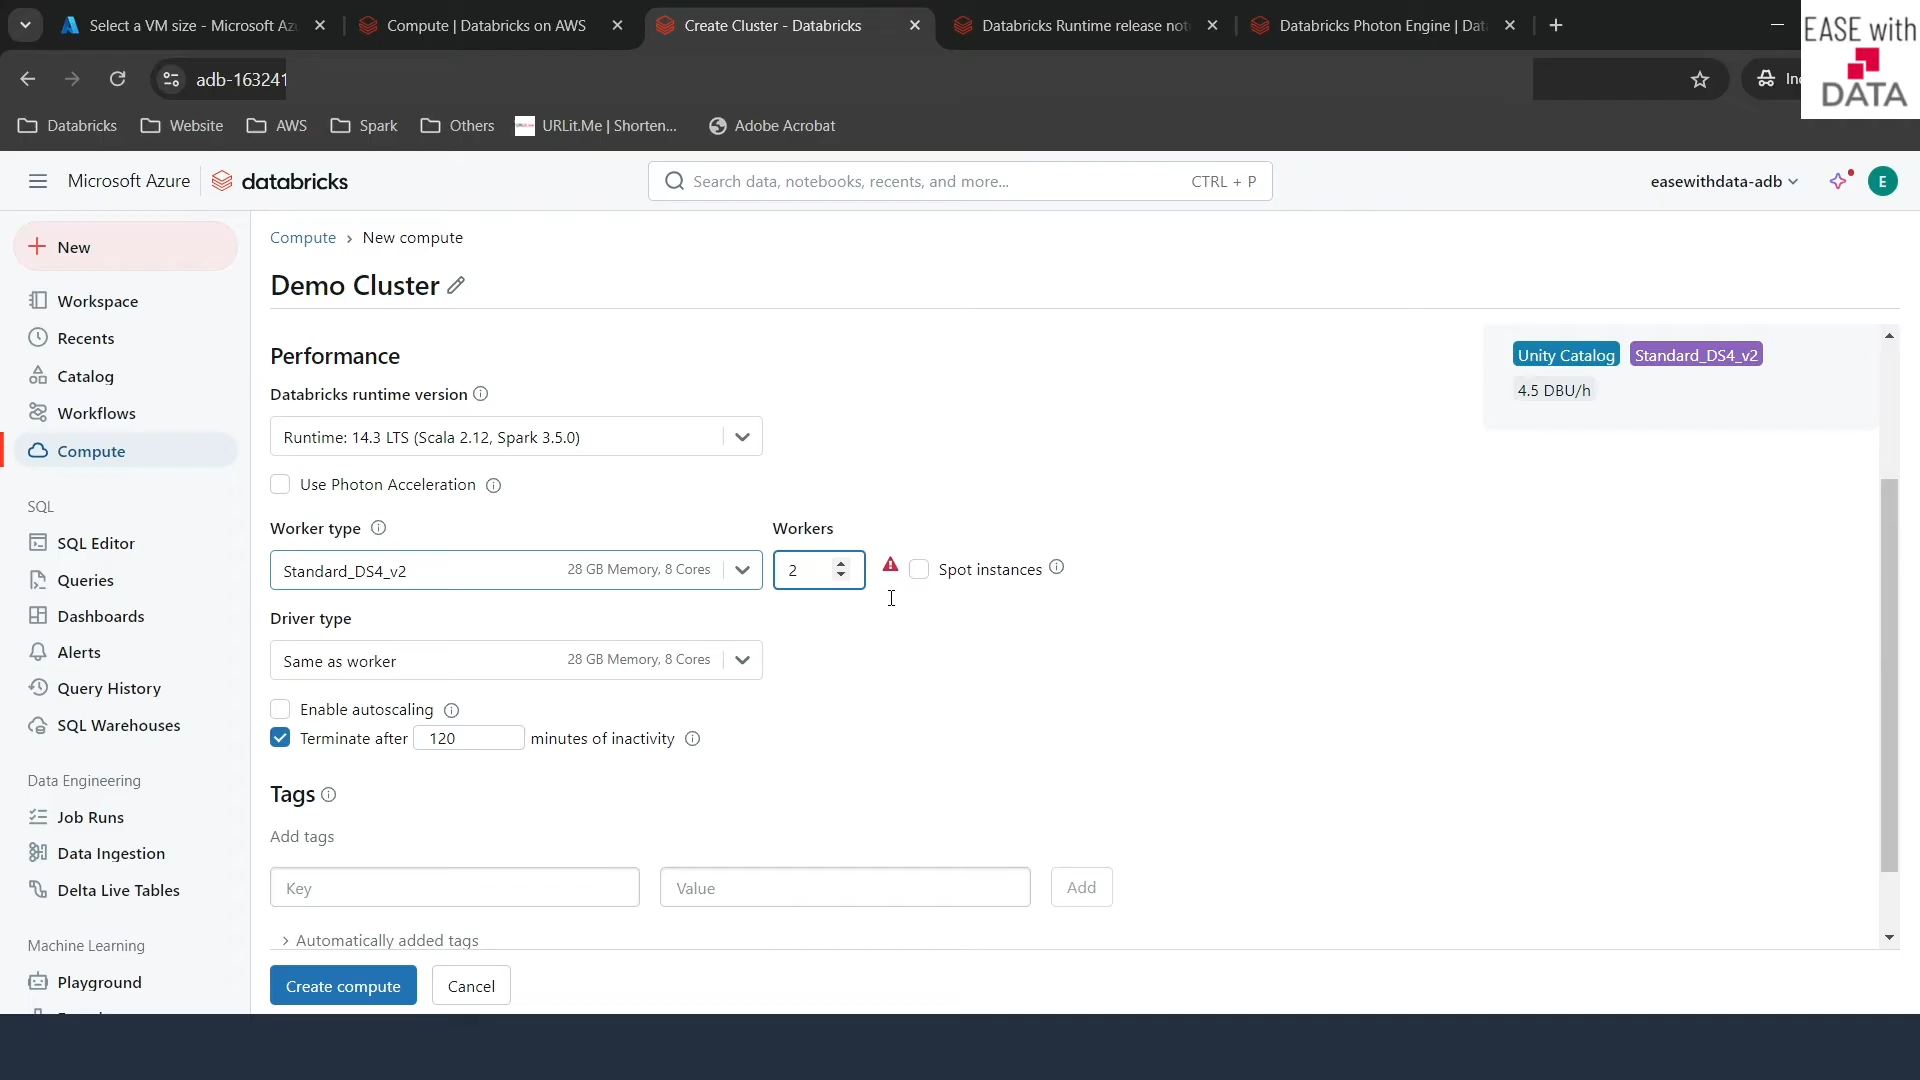 Select a VM size - Microsoft Az
Compute | Databricks on AWS
Create Cluster - Databricks
Databricks Runtime release not
Databricks Photon Engine | Dat
EASE with
DATA
adb-163241
Databricks
Website
AWS
Spark
Others
URLit.Me | Shorten...
Adobe Acrobat
Microsoft Azure
databricks
Search data, notebooks, recents, and more...
CTRL + P
easewithdata-adb
E
New
Workspace
Recents
Catalog
Workflows
Compute
SQL
SQL Editor
Queries
Dashboards
Alerts
Query History
SQL Warehouses
Data Engineering
Job Runs
Data Ingestion
Delta Live Tables
Machine Learning
Playground
Compute › New compute
Demo Cluster
Performance
Databricks runtime version
Runtime: 14.3 LTS (Scala 2.12, Spark 3.5.0)
Use Photon Acceleration
Worker type
Workers
Standard_DS4_v2
28 GB Memory, 8 Cores
2
Spot instances
Driver type
Same as worker
28 GB Memory, 8 Cores
Enable autoscaling
Terminate after 120 minutes of inactivity
Tags
Add tags
Key
Value
Add
Automatically added tags
Create compute
Cancel
Unity Catalog
Standard_DS4_v2
4.5 DBU/h